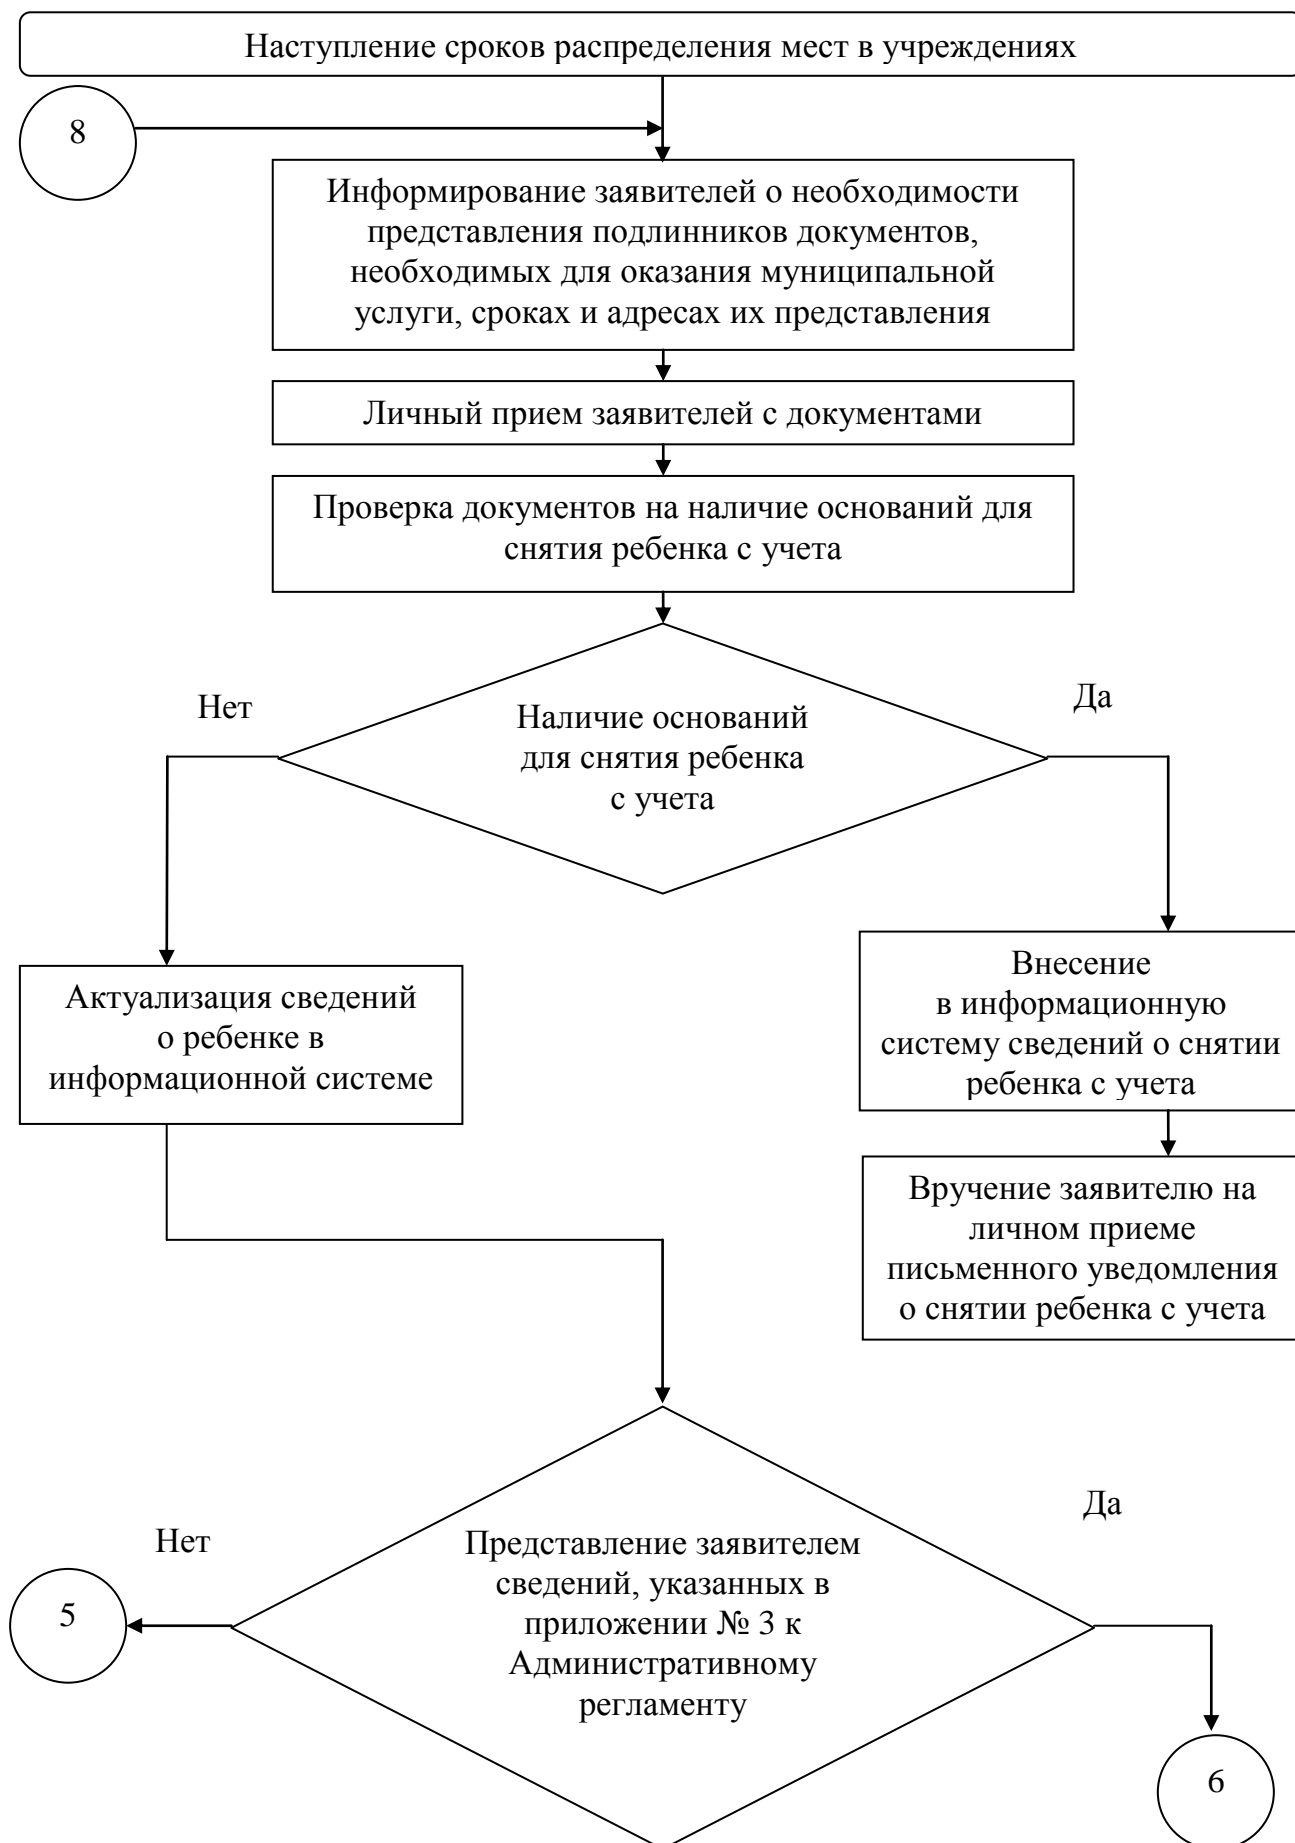 Наступление сроков распределения мест в учреждениях
8
Информирование заявителей о необходимости
представления подлинников документов,
необходимых для оказания муниципальной
услуги, сроках и адресах их представления
Личный прием заявителей с документами
Проверка документов на наличие оснований для
снятия ребенка с учета
Нет
Да
Наличие оснований
для снятия ребенка
с учета
Актуализация сведений
о ребенке в
информационной системе
Внесение
в информационную
систему сведений о снятии
ребенка с учета
Вручение заявителю на
личном приеме
письменного уведомления
о снятии ребенка с учета
Нет
Да
Представление заявителем
сведений, указанных в
приложении № 3 к
Административному
регламенту
5
6